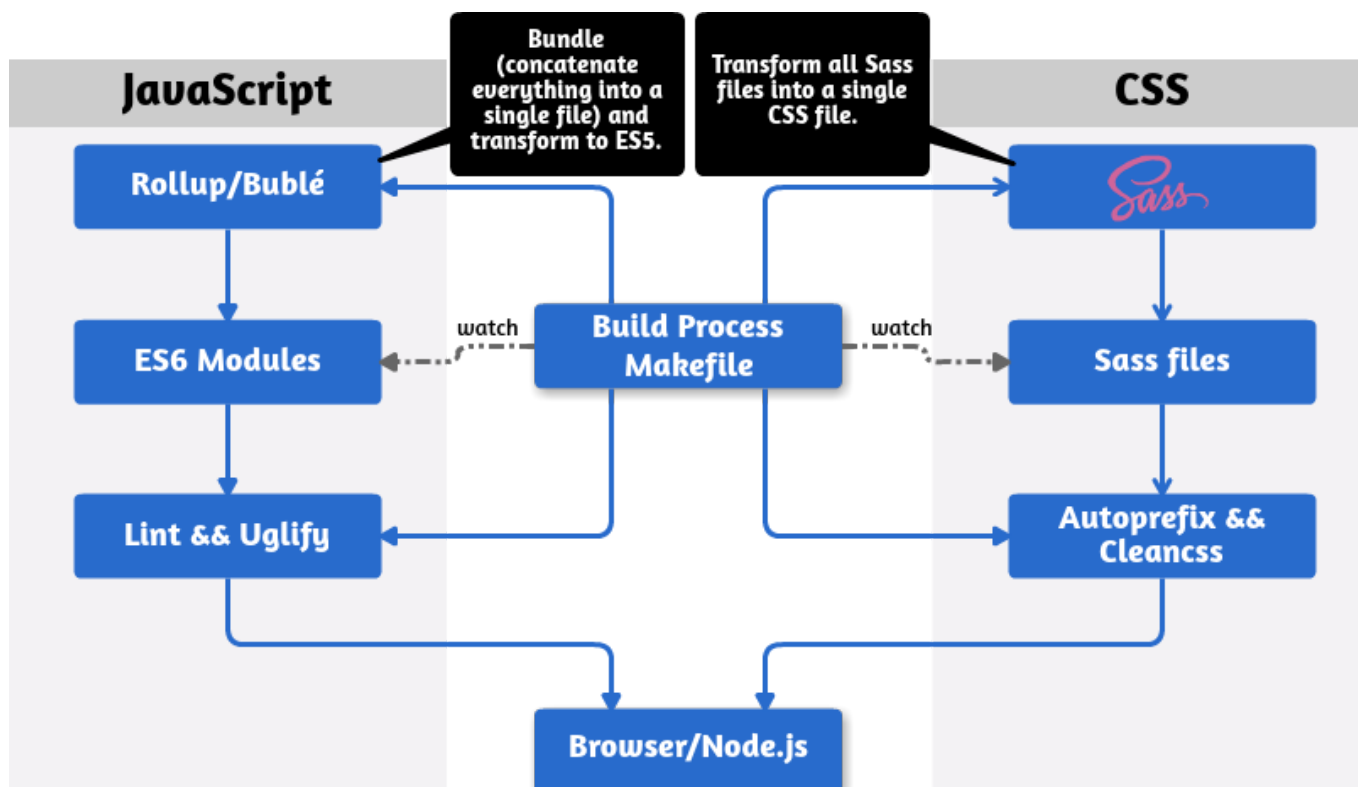 JavaScript
Bundle
(concatenate
everything into a
single file) and
transform to ES5.
Transform all Sass
files into a single
CSS file.
CSS
Rollup/Bublé
Sass
watch
Build Process
Makefile
watch
ES6 Modules
Sass files
Lint && Uglify
Autoprefix &&
Cleancss
Browser/Node.js